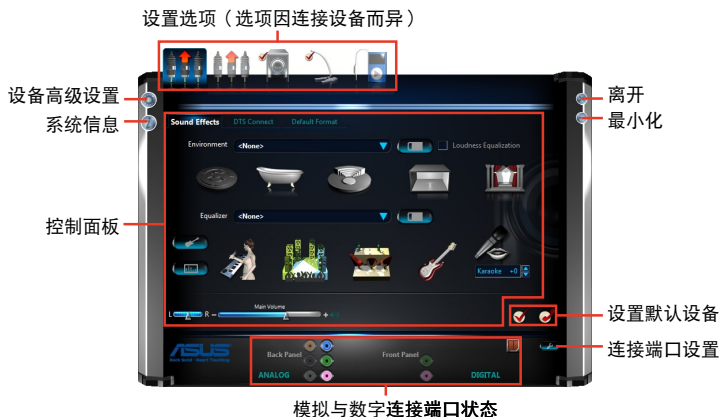 设置选项（选项因连接设备而异）
设备高级设置
系统信息
离开
最小化
Sound Effects DTS Connect Default Format
Environment <None> Loudness Equalization
控制面板
Equalizer <None>
Karaoke +0
Main Volume
L R
设置默认设备
连接端口设置
ASUS
Back Panel Front Panel
ANALOG DIGITAL
模拟与数字连接端口状态